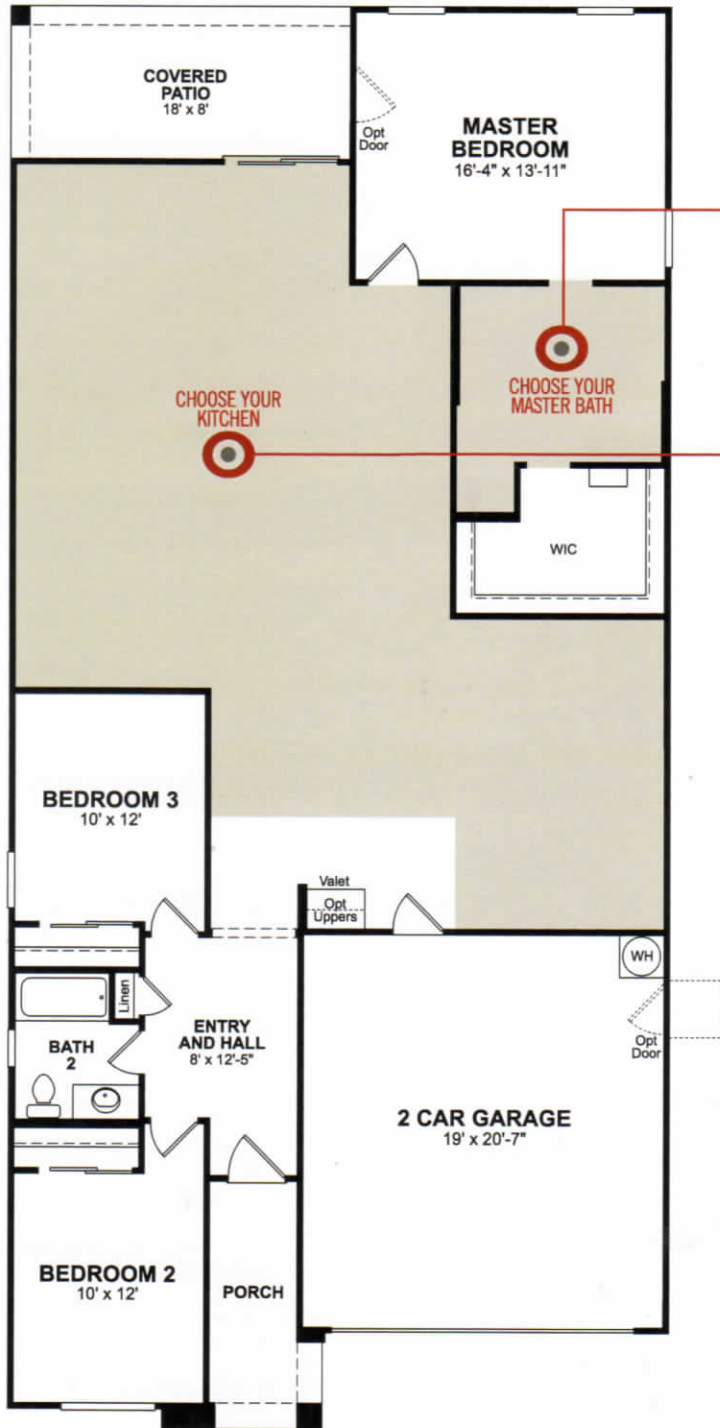 COVERED
PATIO
18' x 8'
Opt
Door
MASTER
BEDROOM
16'-4" x 13'-11"
CHOOSE YOUR
KITCHEN
CHOOSE YOUR
MASTER BATH
WIC
BEDROOM 3
10' x 12'
Valet
Opt
Uppers
WH
Linen
ENTRY
AND HALL
8' x 12'-5"
BATH
2
Opt
Door
2 CAR GARAGE
19' x 20'-7"
BEDROOM 2
10' x 12'
PORCH